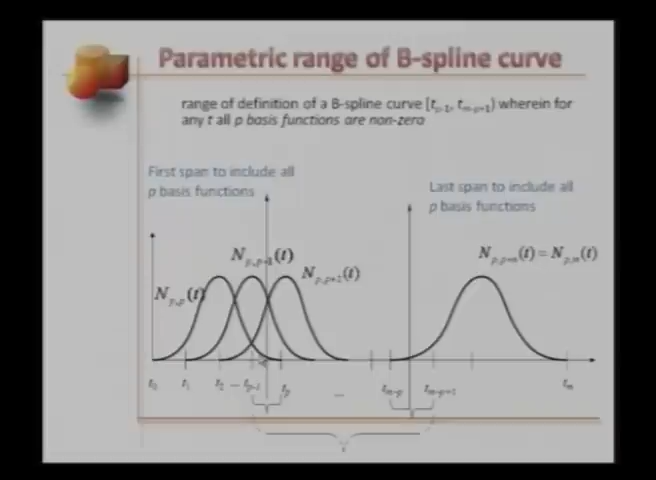 Parametric range of B-spline curve
range of definition of a B-spline curve [t_{p-1}, t_{m-p+1}) wherein for
any t all p basis functions are non-zero
First span to include all
p basis functions
Last span to include all
p basis functions
N_{p,p}(t)
N_{p,p+1}(t)
N_{p,p+2}(t)
N_{p,p+n}(t) = N_{p,m}(t)
t_0 t_1 t_2 ... t_{p-1} t_p ... t_{m-p} t_{m-p+1} t_m